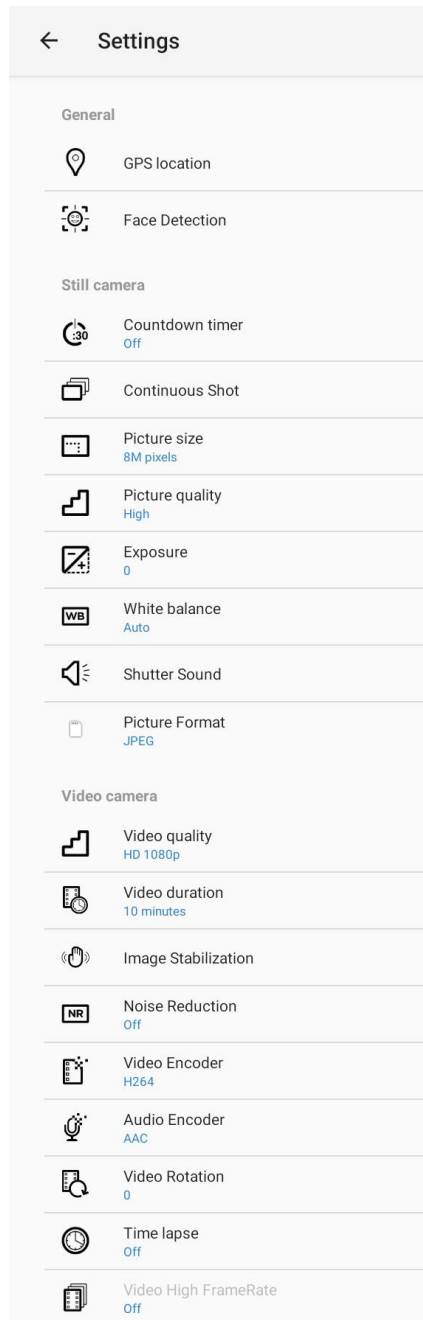 Settings
General
GPS location
Face Detection
Still camera
:30
Countdown timer
Off
Continuous Shot
Picture size
8M pixels
Picture quality
High
Exposure
0
WB
White balance
Auto
Shutter Sound
Picture Format
JPEG
Video camera
Video quality
HD 1080p
Video duration
10 minutes
Image Stabilization
NR
Noise Reduction
Off
Video Encoder
H264
Audio Encoder
AAC
Video Rotation
0
Time lapse
Off
Video High FrameRate
Off